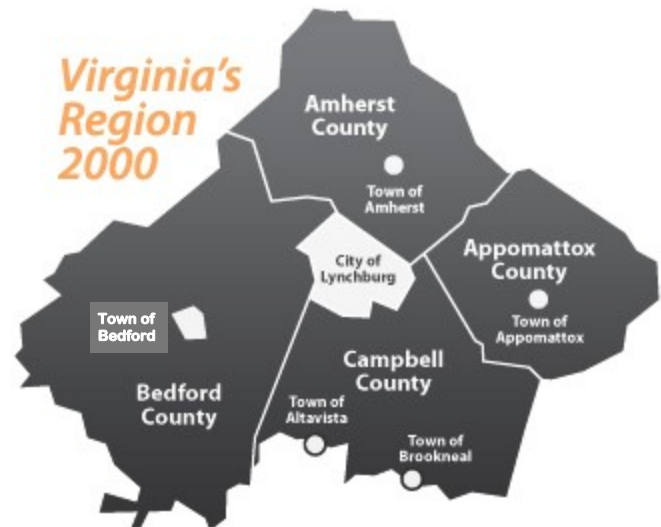 Virginia's
Region
2000
Amherst
County
Town of
Amherst
City of
Lynchburg
Appomattox
County
Town of
Appomattox
Town of
Bedford
Bedford
County
Campbell
County
Town of
Altavista
Town of
Brookneal